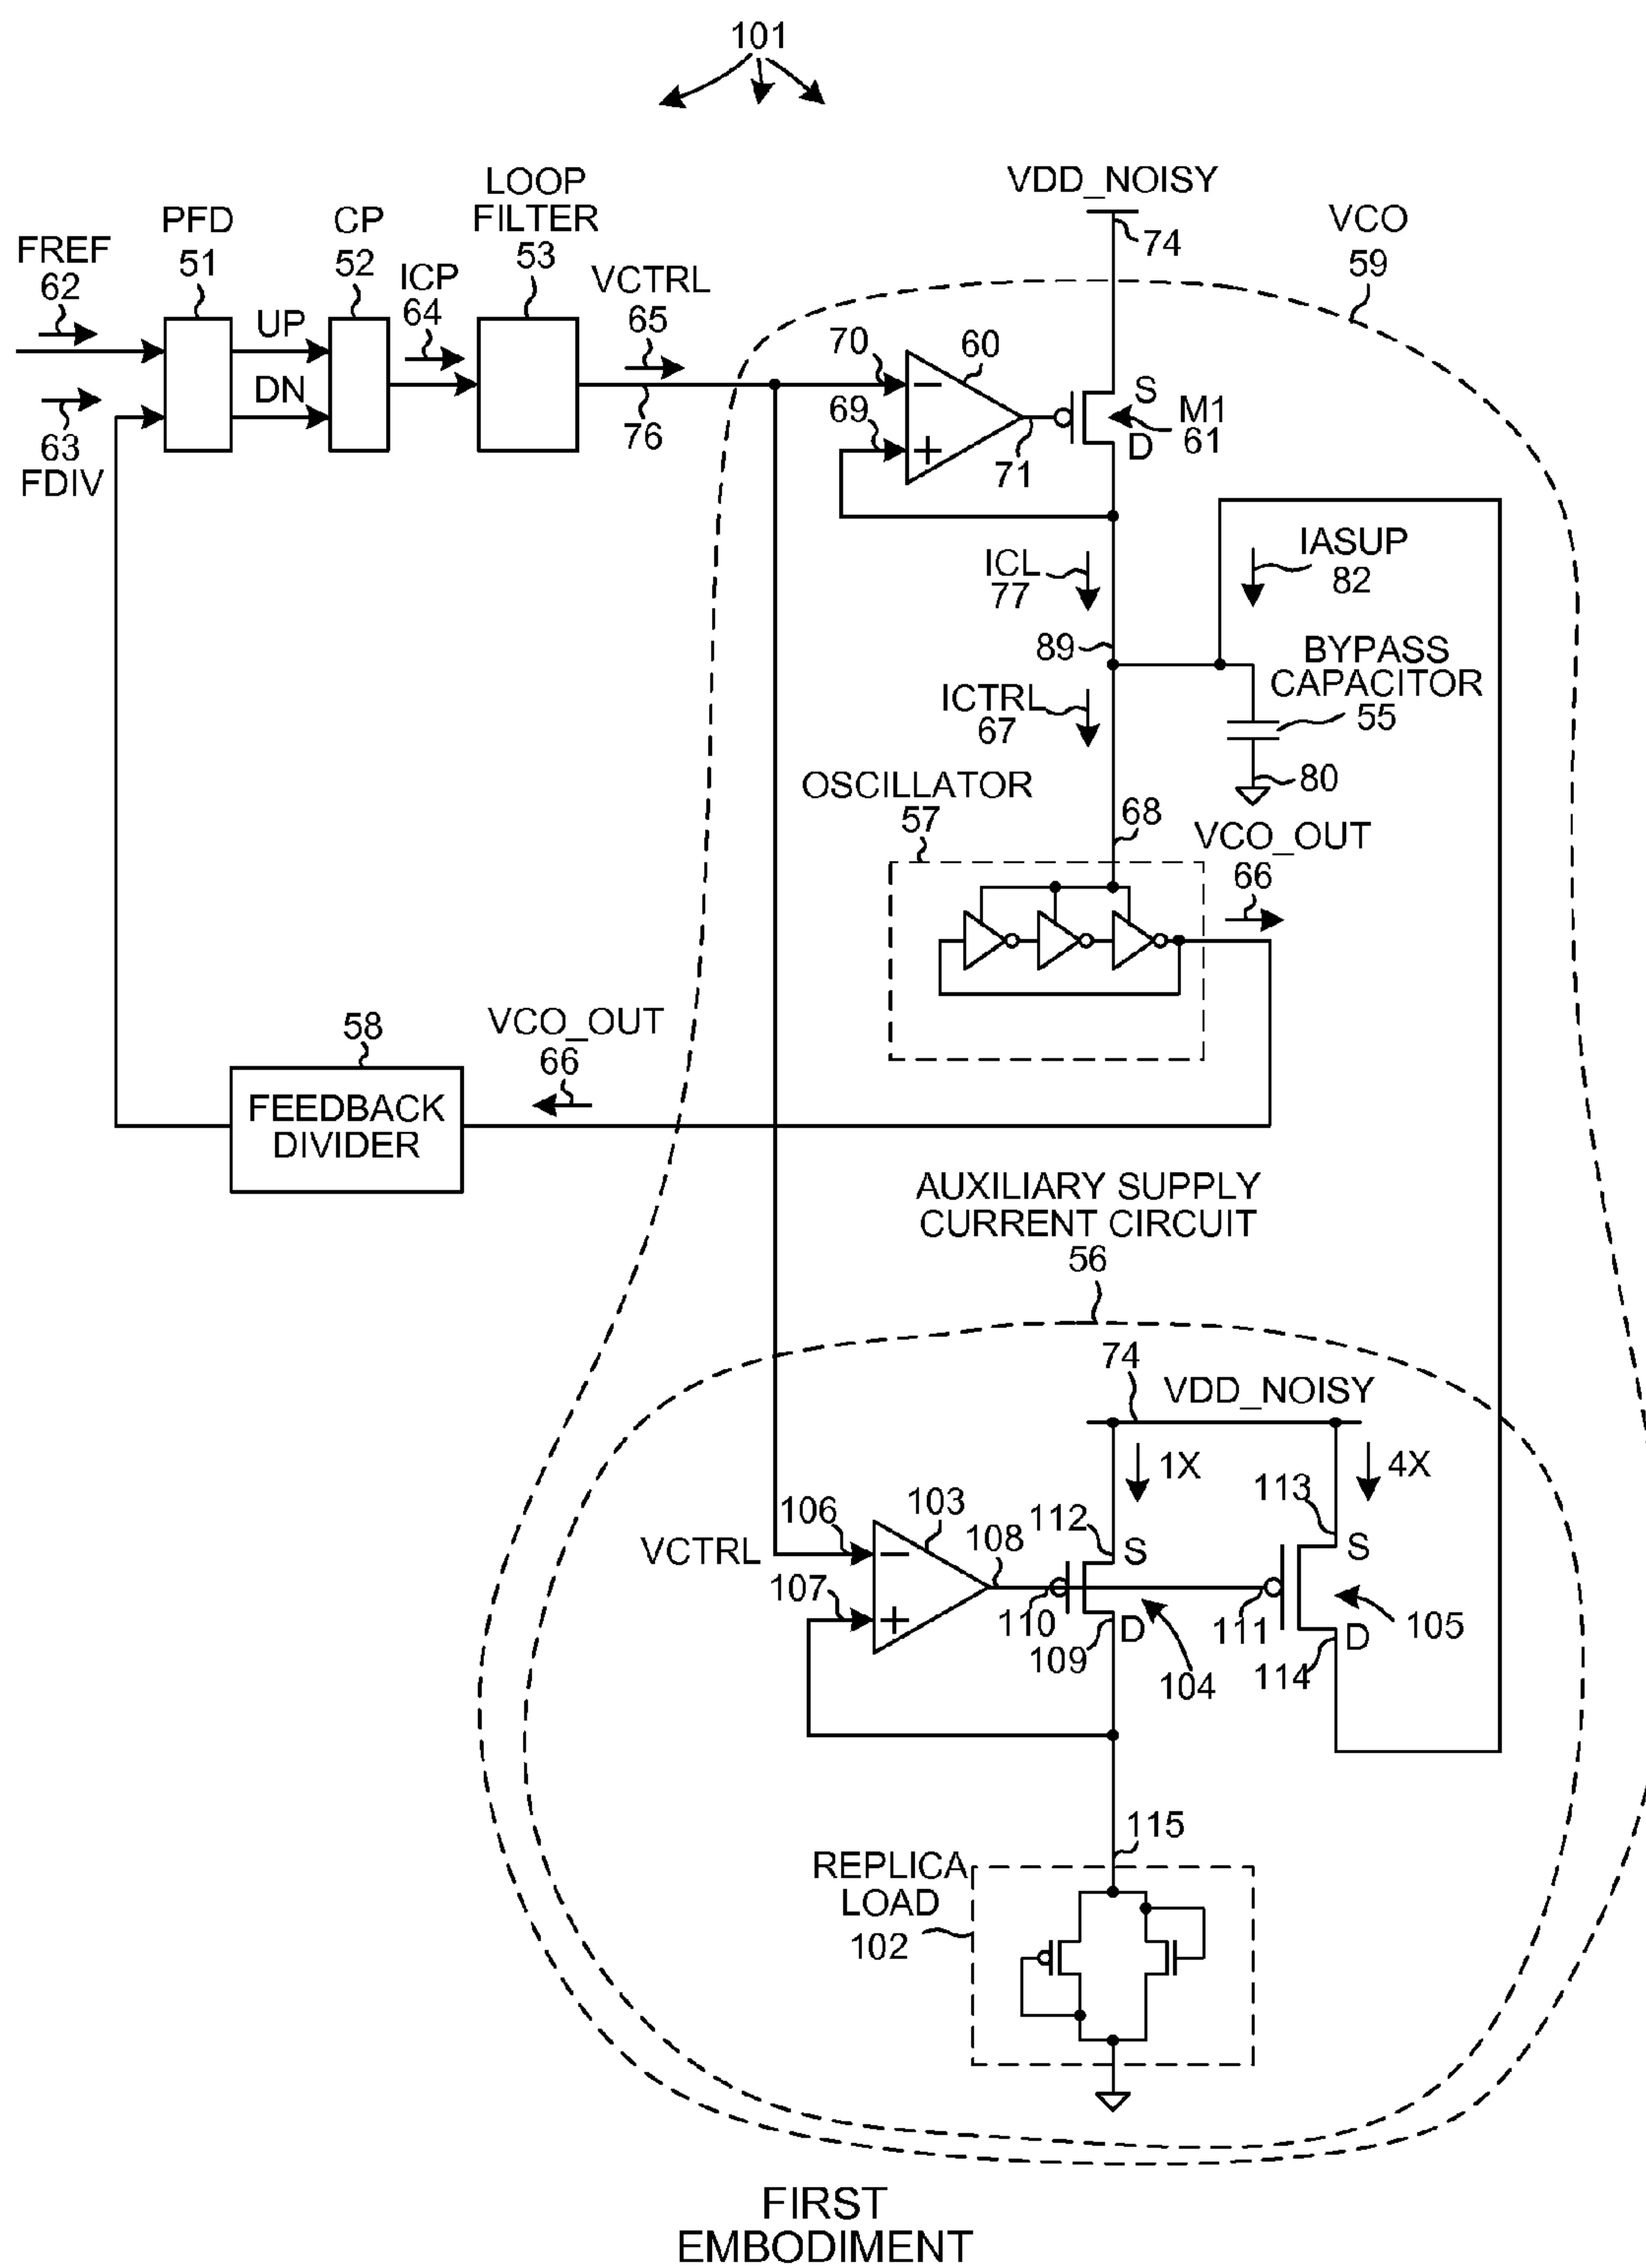 101
VDD_NOISY
74
LOOP
FILTER
53
PFD
51
CP
52
VCO
59
FREF
62
ICP
64
VCTRL
65
UP
DN
63
FDIV
76
70
69
60
71
S
D
M1
61
ICL
77
IASUP
82
89
BYPASS
CAPACITOR
55
ICTRL
67
80
OSCILLATOR
57
68
VCO_OUT
66
58
VCO_OUT
66
FEEDBACK
DIVIDER
AUXILIARY SUPPLY
CURRENT CIRCUIT
56
74
VDD_NOISY
1X
4X
106
103
108
112
S
113
S
VCTRL
107
110
D
109
104
111
D
114
105
115
REPLICA
LOAD
102
FIRST
EMBODIMENT